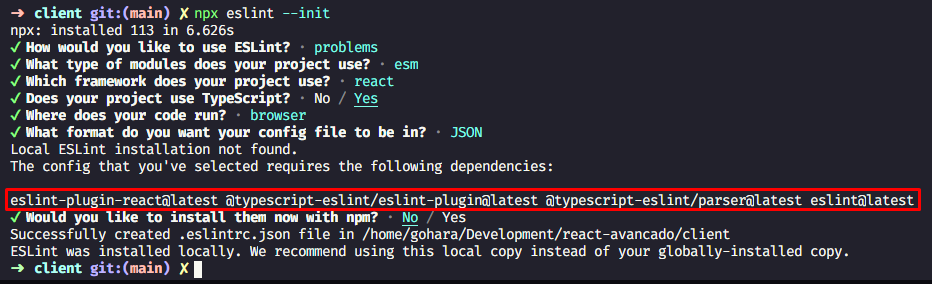 ➜ client git:(main) ✗ npx eslint --init
npx: installed 113 in 6.626s
✓ How would you like to use ESLint? · problems
✓ What type of modules does your project use? · esm
✓ Which framework does your project use? · react
✓ Does your project use TypeScript? · No / Yes
✓ Where does your code run? · browser
✓ What format do you want your config file to be in? · JSON
Local ESLint installation not found.
The config that you've selected requires the following dependencies:
eslint-plugin-react@latest @typescript-eslint/eslint-plugin@latest @typescript-eslint/parser@latest eslint@latest
✓ Would you like to install them now with npm? · No / Yes
Successfully created .eslintrc.json file in /home/gohara/Development/react-avancado/client
ESLint was installed locally. We recommend using this local copy instead of your globally-installed copy.
➜ client git:(main) ✗